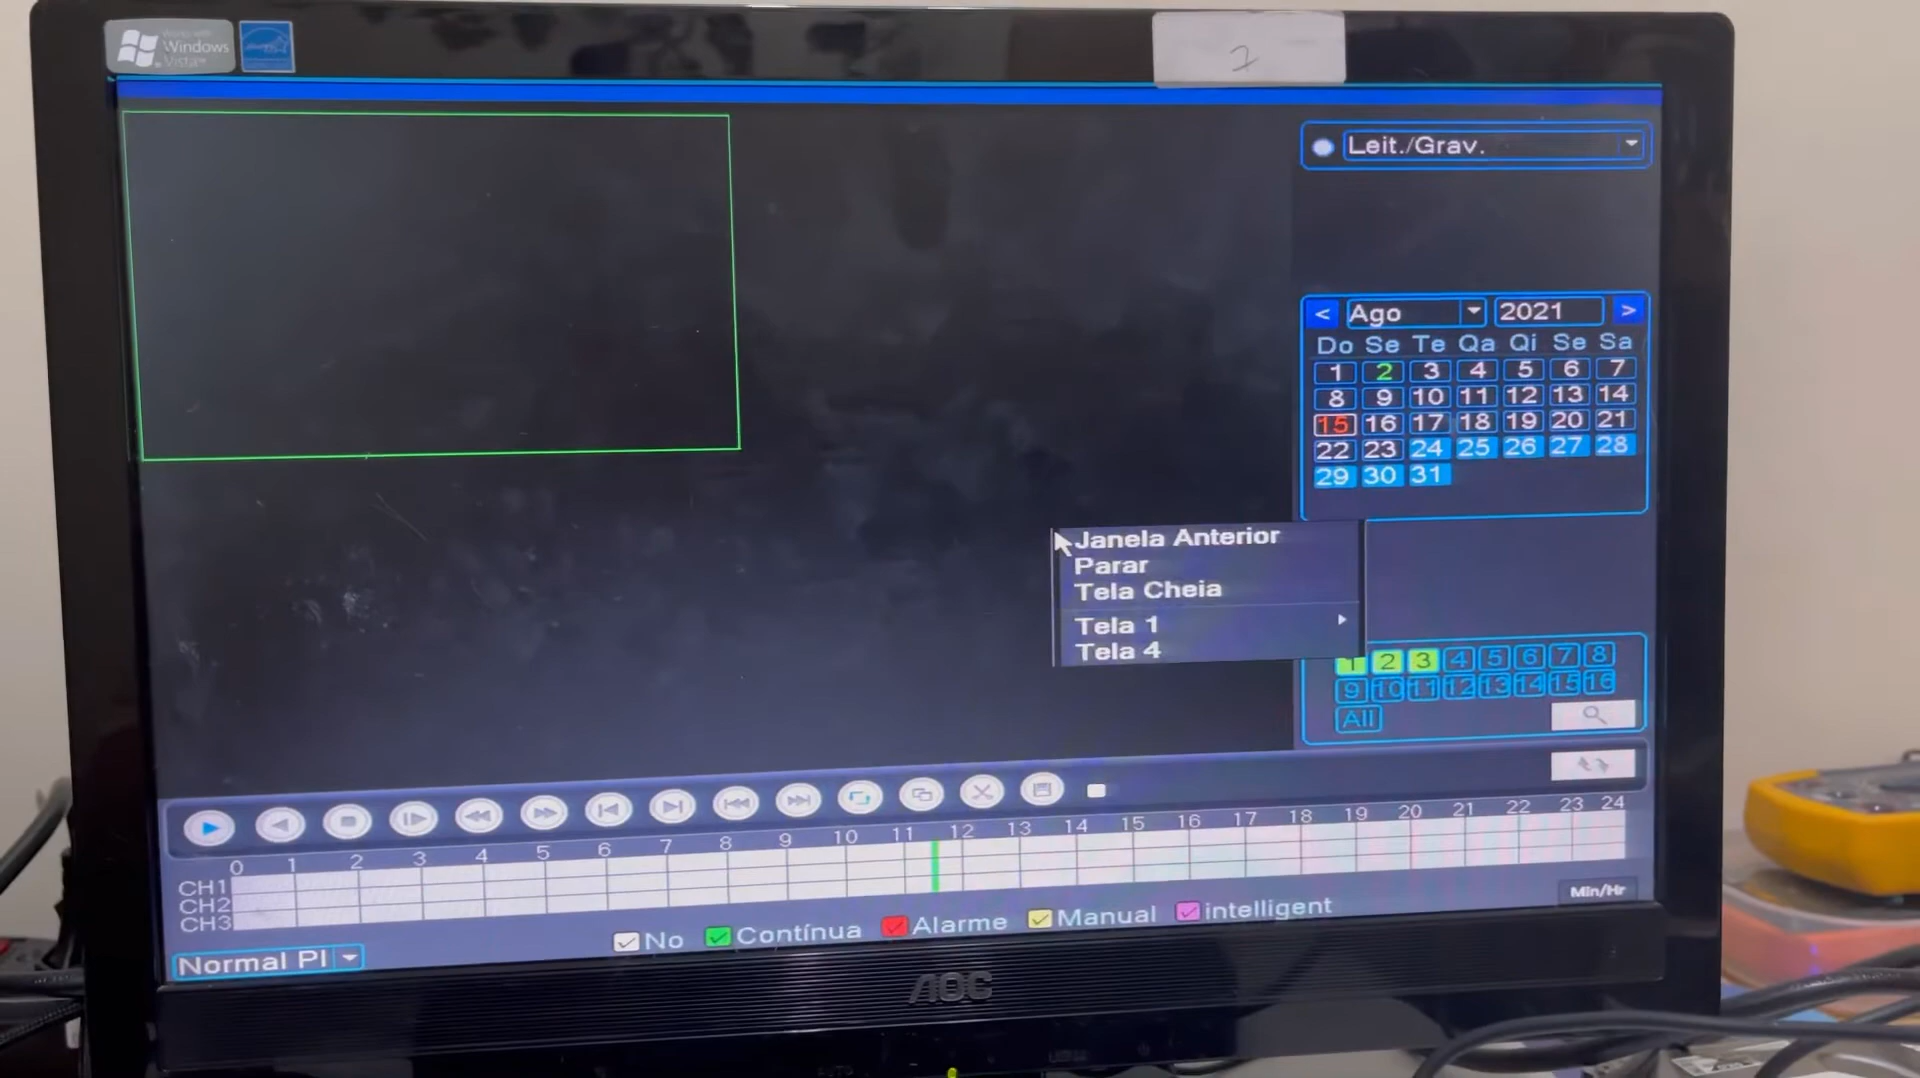 Works with
Windows
Vista™
2
Leit./Grav.
< Ago 2021 >
Do Se Te Qa Qi Se Sa
1 2 3 4 5 6 7
8 9 10 11 12 13 14
15 16 17 18 19 20 21
22 23 24 25 26 27 28
29 30 31
Janela Anterior
Parar
Tela Cheia
Tela 1
Tela 4
1 2 3 4 5 6 7 8
9 10 11 12 13 14 15 16
All
0 1 2 3 4 5 6 7 8 9 10 11 12 13 14 15 16 17 18 19 20 21 22 23 24
CH1
CH2
CH3
Min/Hr
No Contínua Alarme Manual intelligent
Normal Pl
AOC